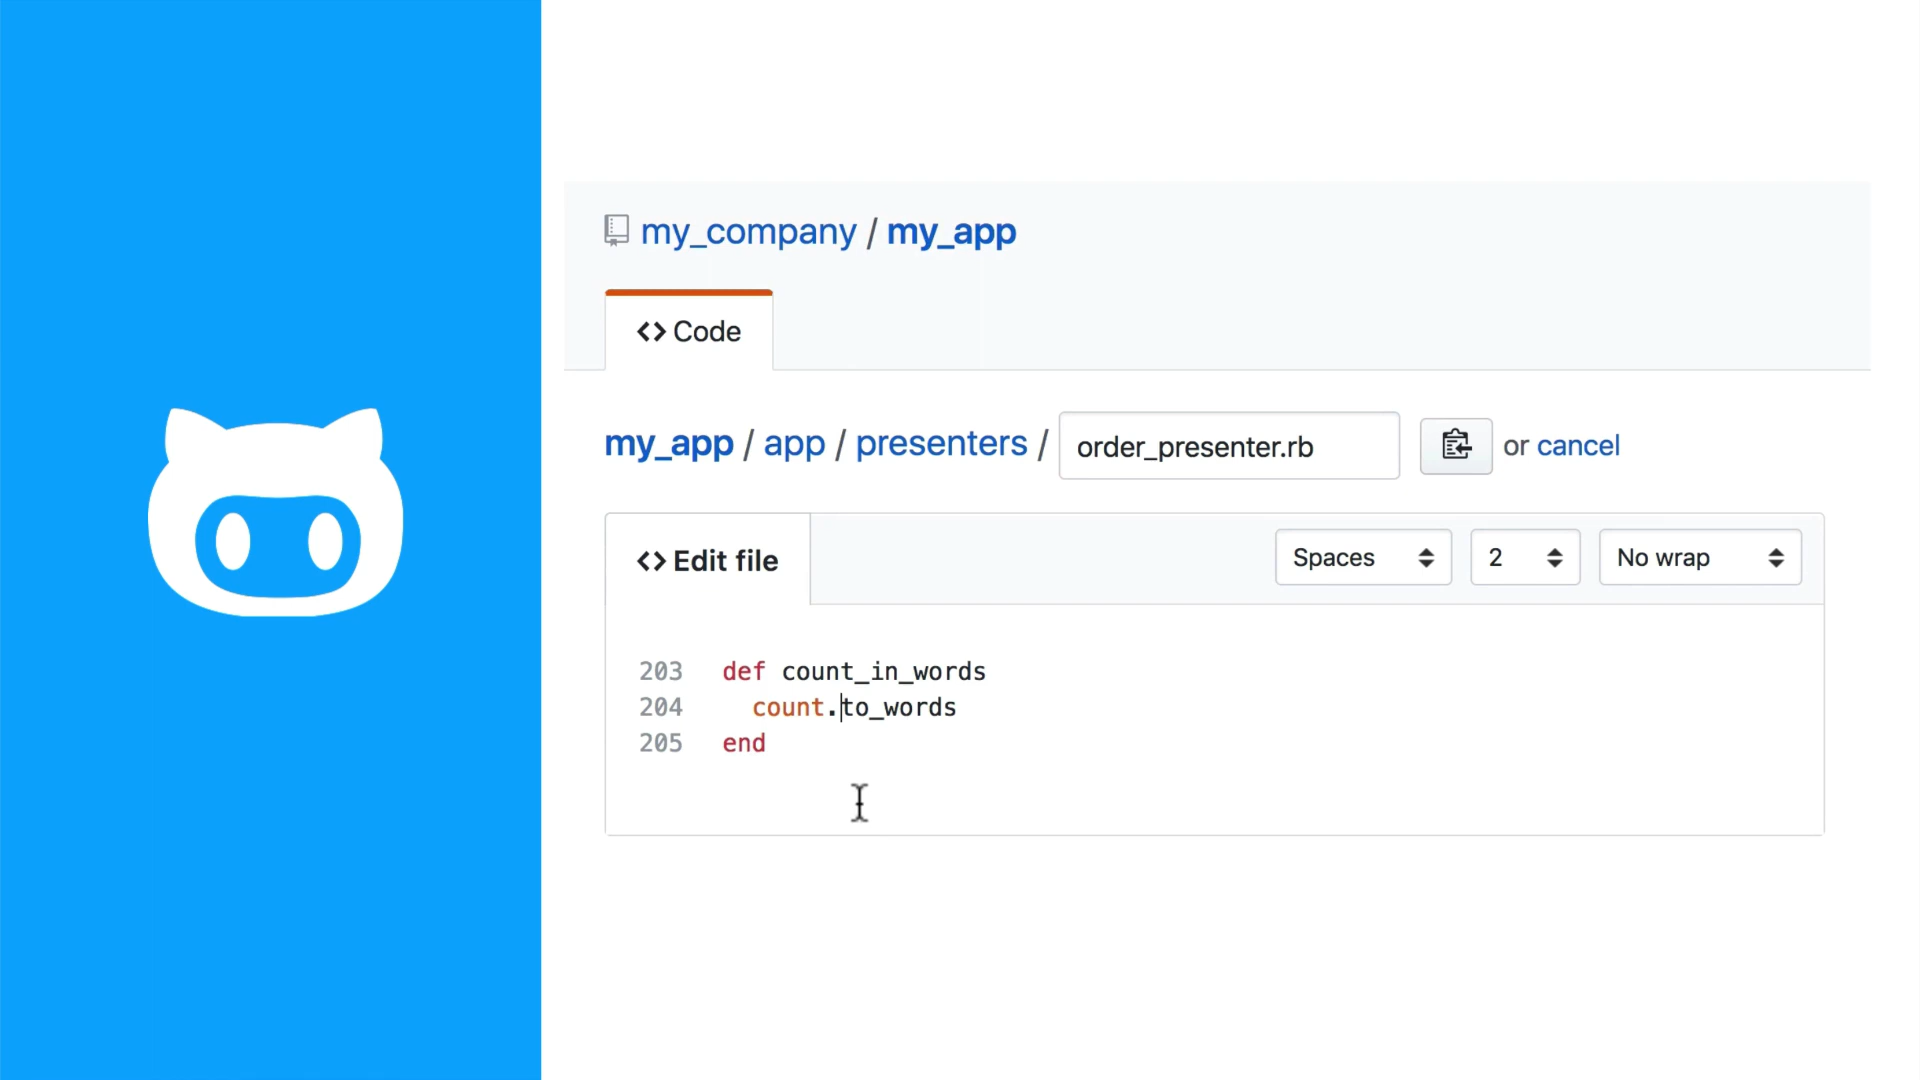 my_company / my_app
<> Code
my_app / app / presenters / order_presenter.rb or cancel
<> Edit file Spaces 2 No wrap
203 def count_in_words
204 count.to_words
205 end